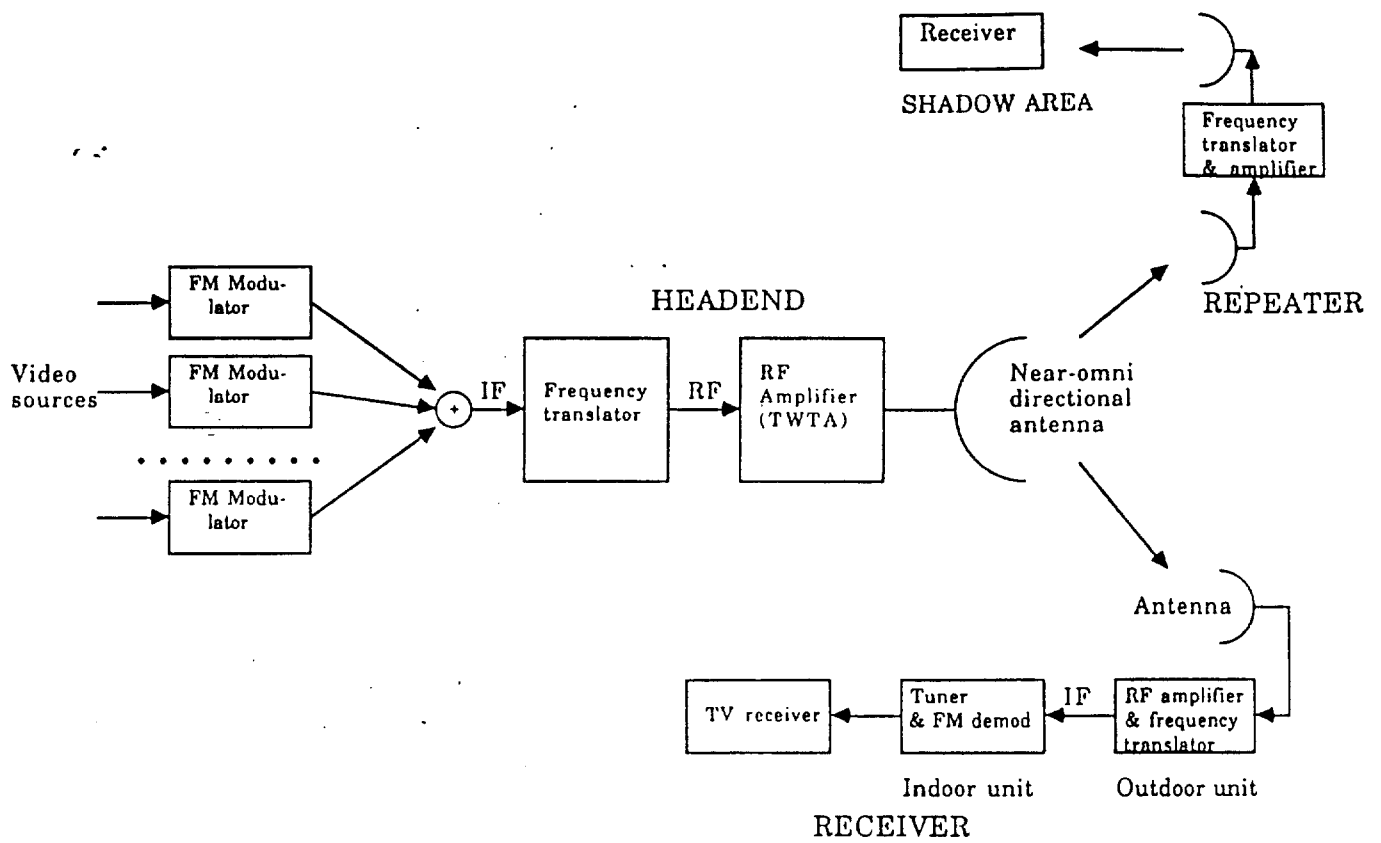 Receiver
SHADOW AREA
Frequency
translator
& amplifier
REPEATER
HEADEND
Video
sources
FM Modu-
lator
FM Modu-
lator
FM Modu-
lator
+
IF
Frequency
translator
RF
RF
Amplifier
(TWTA)
Near-omni
directional
antenna
Antenna
TV receiver
Tuner
& FM demod
IF
RF amplifier
& frequency
translator
Indoor unit
Outdoor unit
RECEIVER